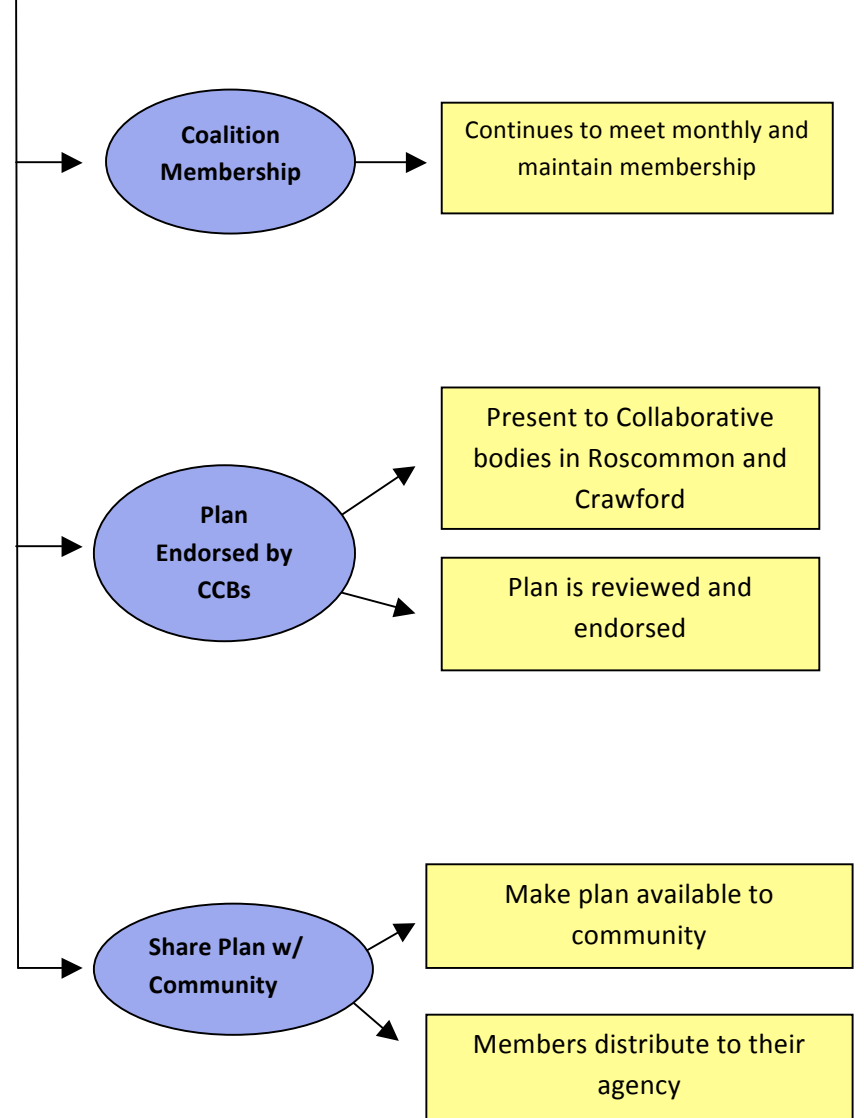 Coalition
Membership
Continues to meet monthly and
maintain membership
Plan
Endorsed by
CCBs
Present to Collaborative
bodies in Roscommon and
Crawford
Plan is reviewed and
endorsed
Share Plan w/
Community
Make plan available to
community
Members distribute to their
agency